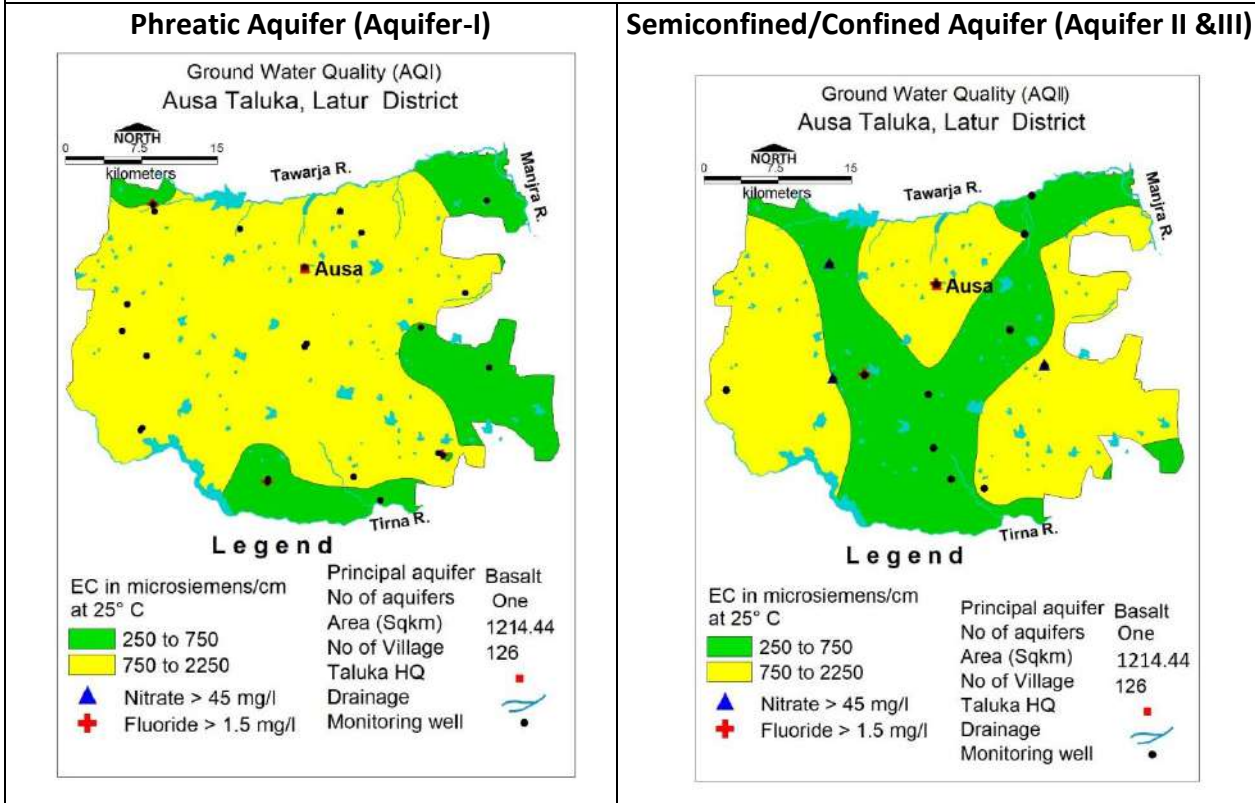 Phreatic Aquifer (Aquifer-I)
Ground Water Quality (AQI)
Ausa Taluka, Latur District
NORTH
0 7.5 15
kilometers
Tawarja R.
Manjra R.
Ausa
Tirna R.
Legend
EC in microsiemens/cm
at 25° C
250 to 750
750 to 2250
Nitrate > 45 mg/l
Fluoride > 1.5 mg/l
Principal aquifer Basalt
No of aquifers One
Area (Sqkm) 1214.44
No of Village 126
Taluka HQ
Drainage
Monitoring well
Semiconfined/Confined Aquifer (Aquifer II &III)
Ground Water Quality (AQII)
Ausa Taluka, Latur District
NORTH
0 7.5 15
kilometers
Tawarja R.
Manjra R.
Ausa
Tirna R.
Legend
EC in microsiemens/cm
at 25° C
250 to 750
750 to 2250
Nitrate > 45 mg/l
Fluoride > 1.5 mg/l
Principal aquifer Basalt
No of aquifers One
Area (Sqkm) 1214.44
No of Village 126
Taluka HQ
Drainage
Monitoring well